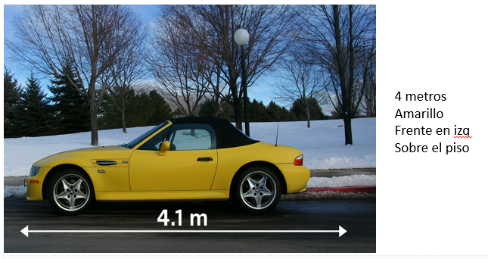 4.1 m
4 metros
Amarillo
Frente en izq
Sobre el piso